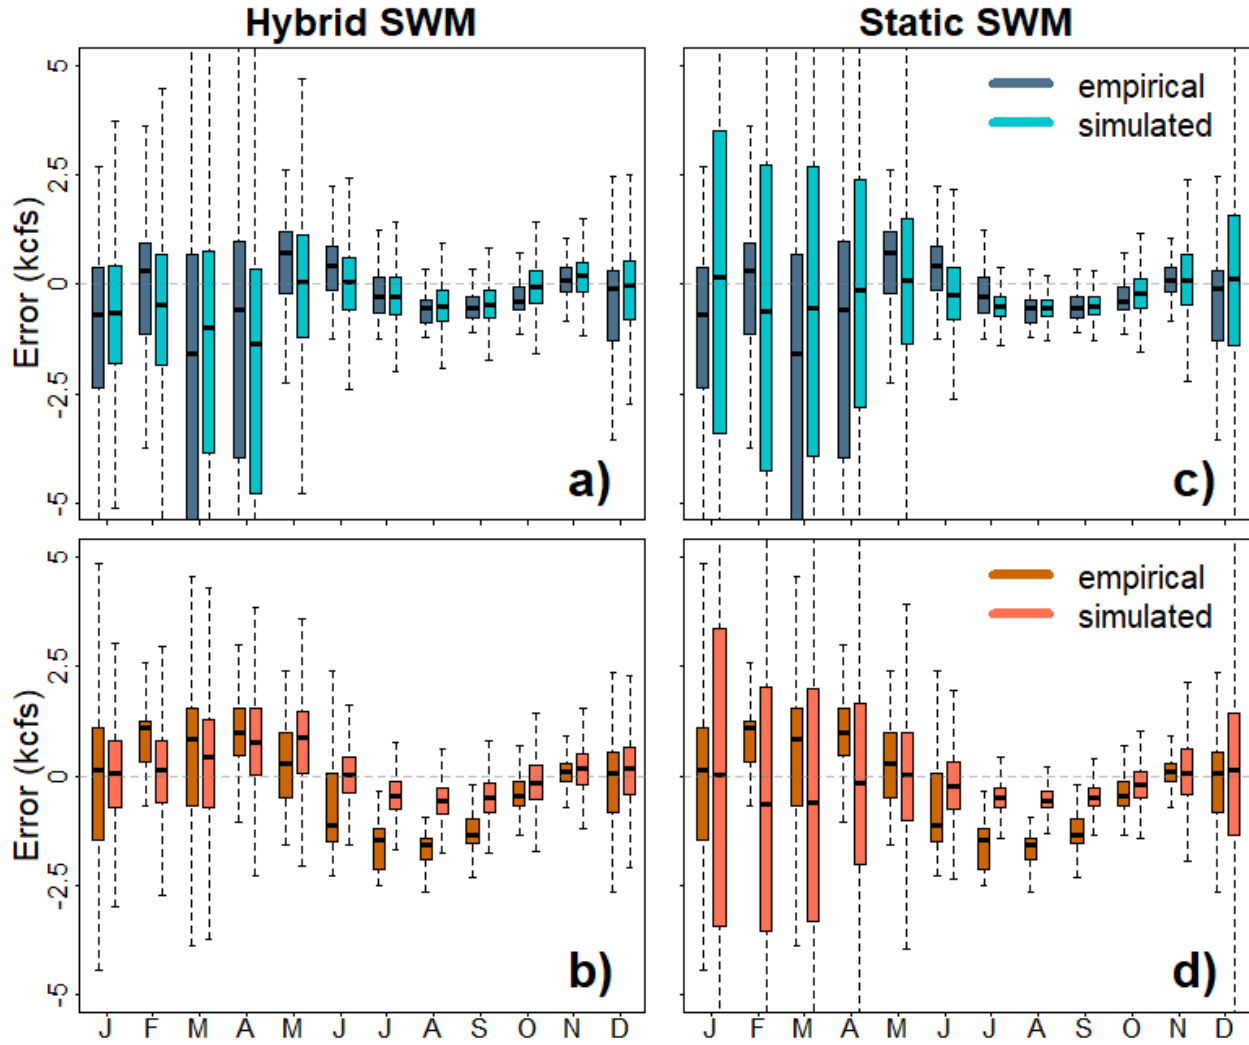 Hybrid SWM
Static SWM
Error (kcfs)
5
2.5
0
-2.5
-5
a)
empirical
simulated
c)
Error (kcfs)
5
2.5
0
-2.5
-5
b)
J F M A M J J A S O N D
empirical
simulated
d)
J F M A M J J A S O N D